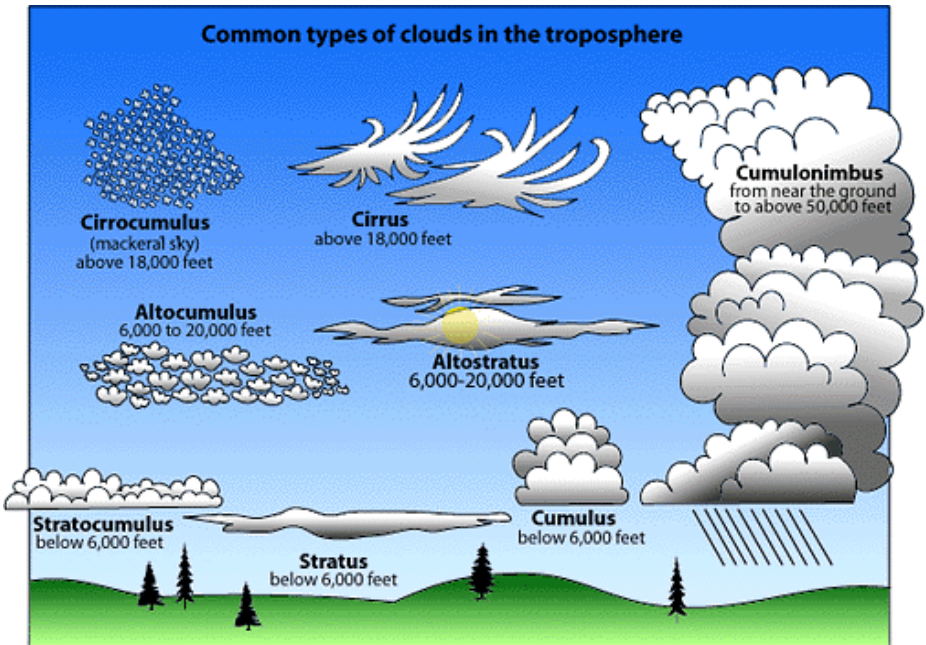 Common types of clouds in the troposphere
Cirrocumulus
(mackeral sky)
above 18,000 feet
Cirrus
above 18,000 feet
Cumulonimbus
from near the ground
to above 50,000 feet
Altocumulus
6,000 to 20,000 feet
Altostratus
6,000-20,000 feet
Stratocumulus
below 6,000 feet
Stratus
below 6,000 feet
Cumulus
below 6,000 feet